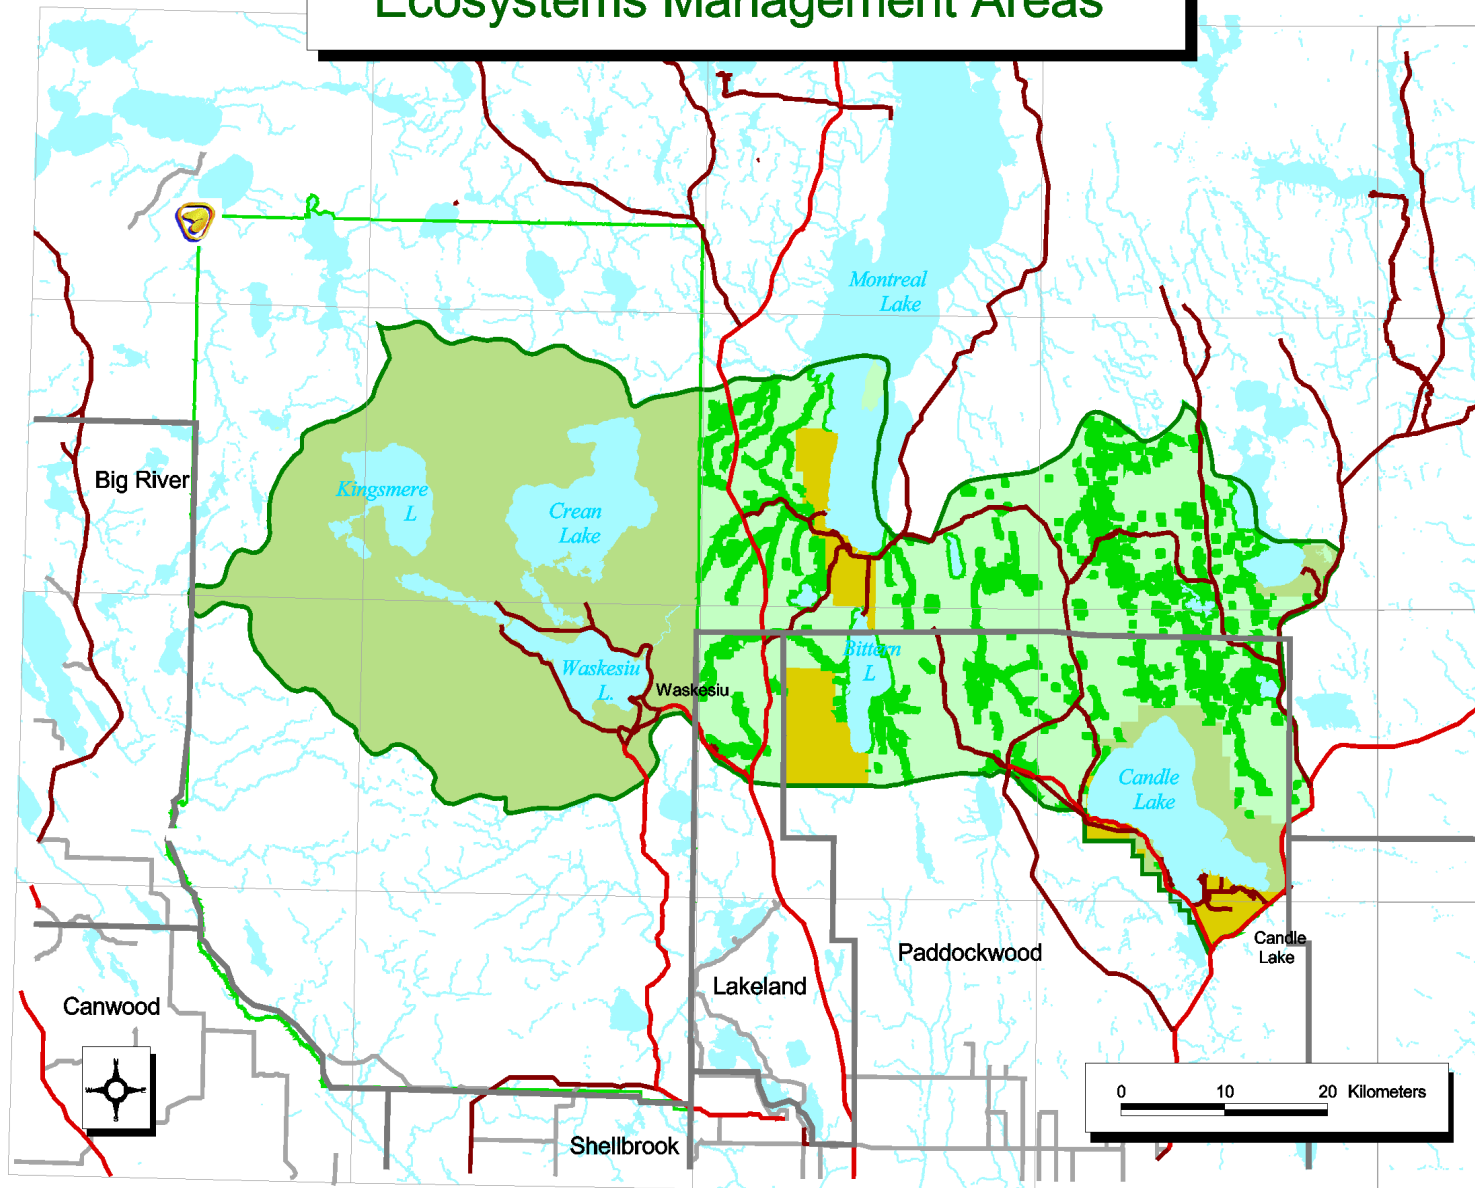 Ecosystems Management Areas
Montreal
Lake
Big River
Kingsmere
L
Crean
Lake
Bittern
L
Waskesiu
L.
Waskesiu
Candle
Lake
Paddockwood
Candle
Lake
Lakeland
Canwood
N
W E
S
0 10 20 Kilometers
Shellbrook